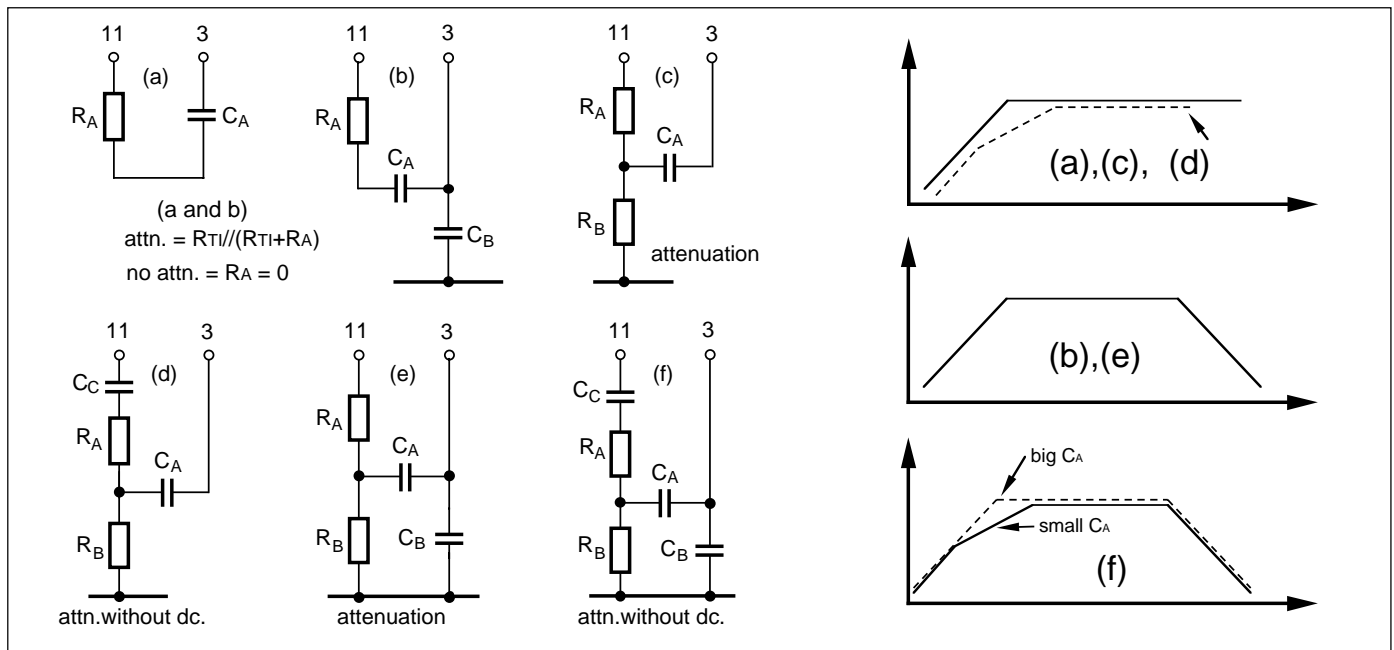 11 3
(a)
RA
CA
(a and b)
attn. = RTI//(RTI+RA)
no attn. = RA = 0
11 3
(b)
RA
CA
CB
11 3
(c)
RA
CA
RB
attenuation
11 3
(d)
CC
RA
CA
RB
attn.without dc.
11 3
(e)
RA
CA
RB
CB
attenuation
11 3
(f)
CC
RA
CA
RB
CB
attn.without dc.
(a),(c), (d)
(b),(e)
big CA
small CA
(f)